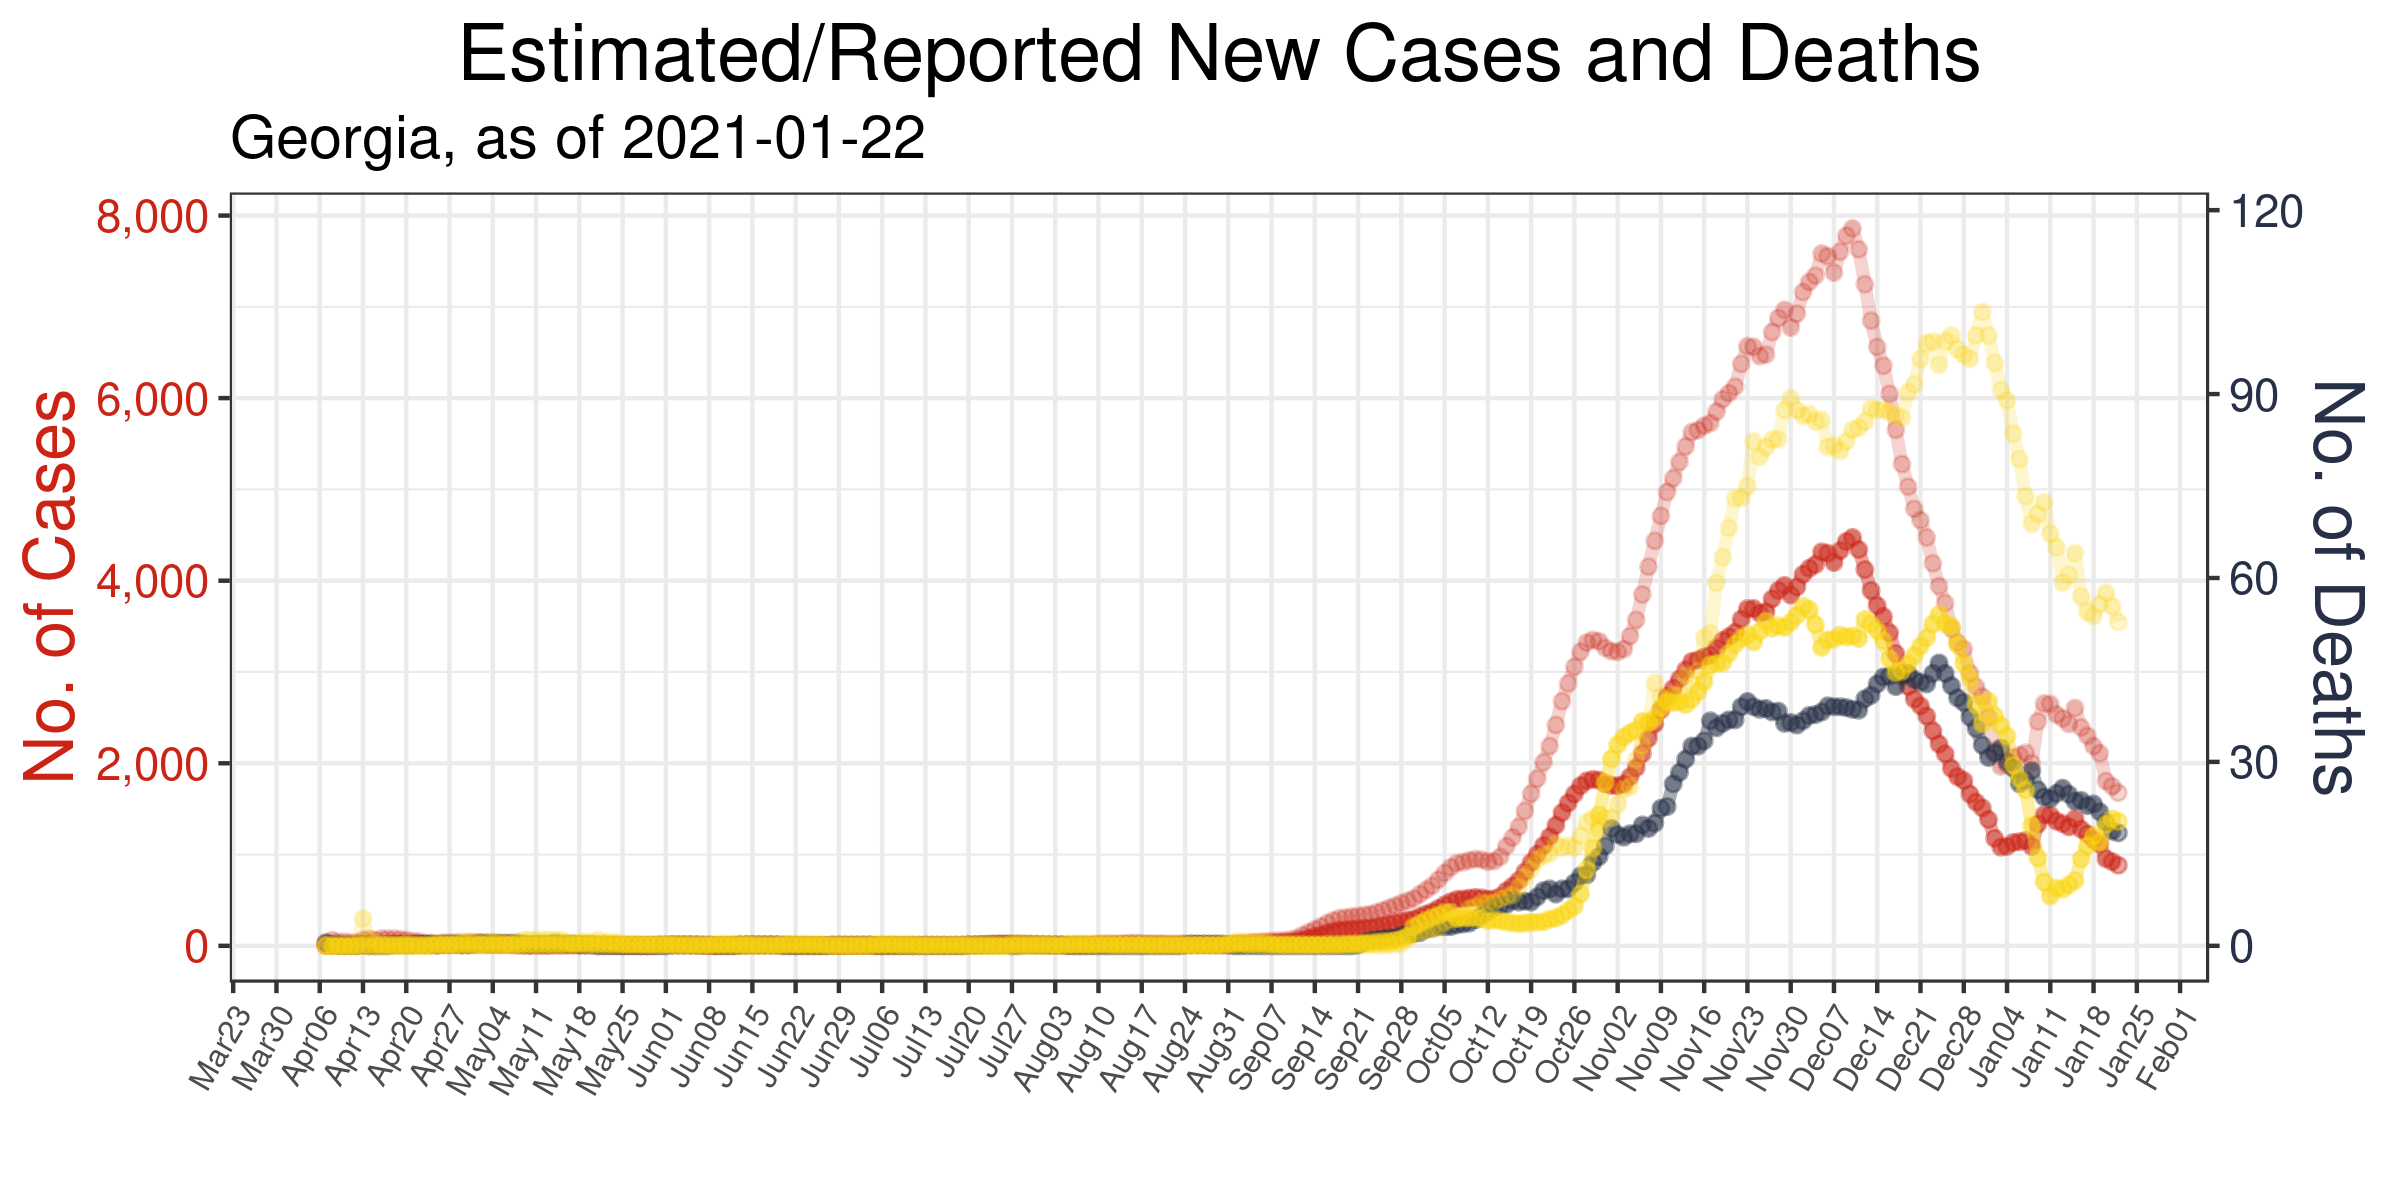 Estimated/Reported New Cases and Deaths
Georgia, as of 2021-01-22
No. of Cases
8,000
6,000
4,000
2,000
0
120
90
60
30
0
No. of Deaths
Mar23
Mar30
Apr06
Apr13
Apr20
Apr27
May04
May11
May18
May25
Jun01
Jun08
Jun15
Jun22
Jun29
Jul06
Jul13
Jul20
Jul27
Aug03
Aug10
Aug17
Aug24
Aug31
Sep07
Sep14
Sep21
Sep28
Oct05
Oct12
Oct19
Oct26
Nov02
Nov09
Nov16
Nov23
Nov30
Dec07
Dec14
Dec21
Dec28
Jan04
Jan11
Jan18
Jan25
Feb01